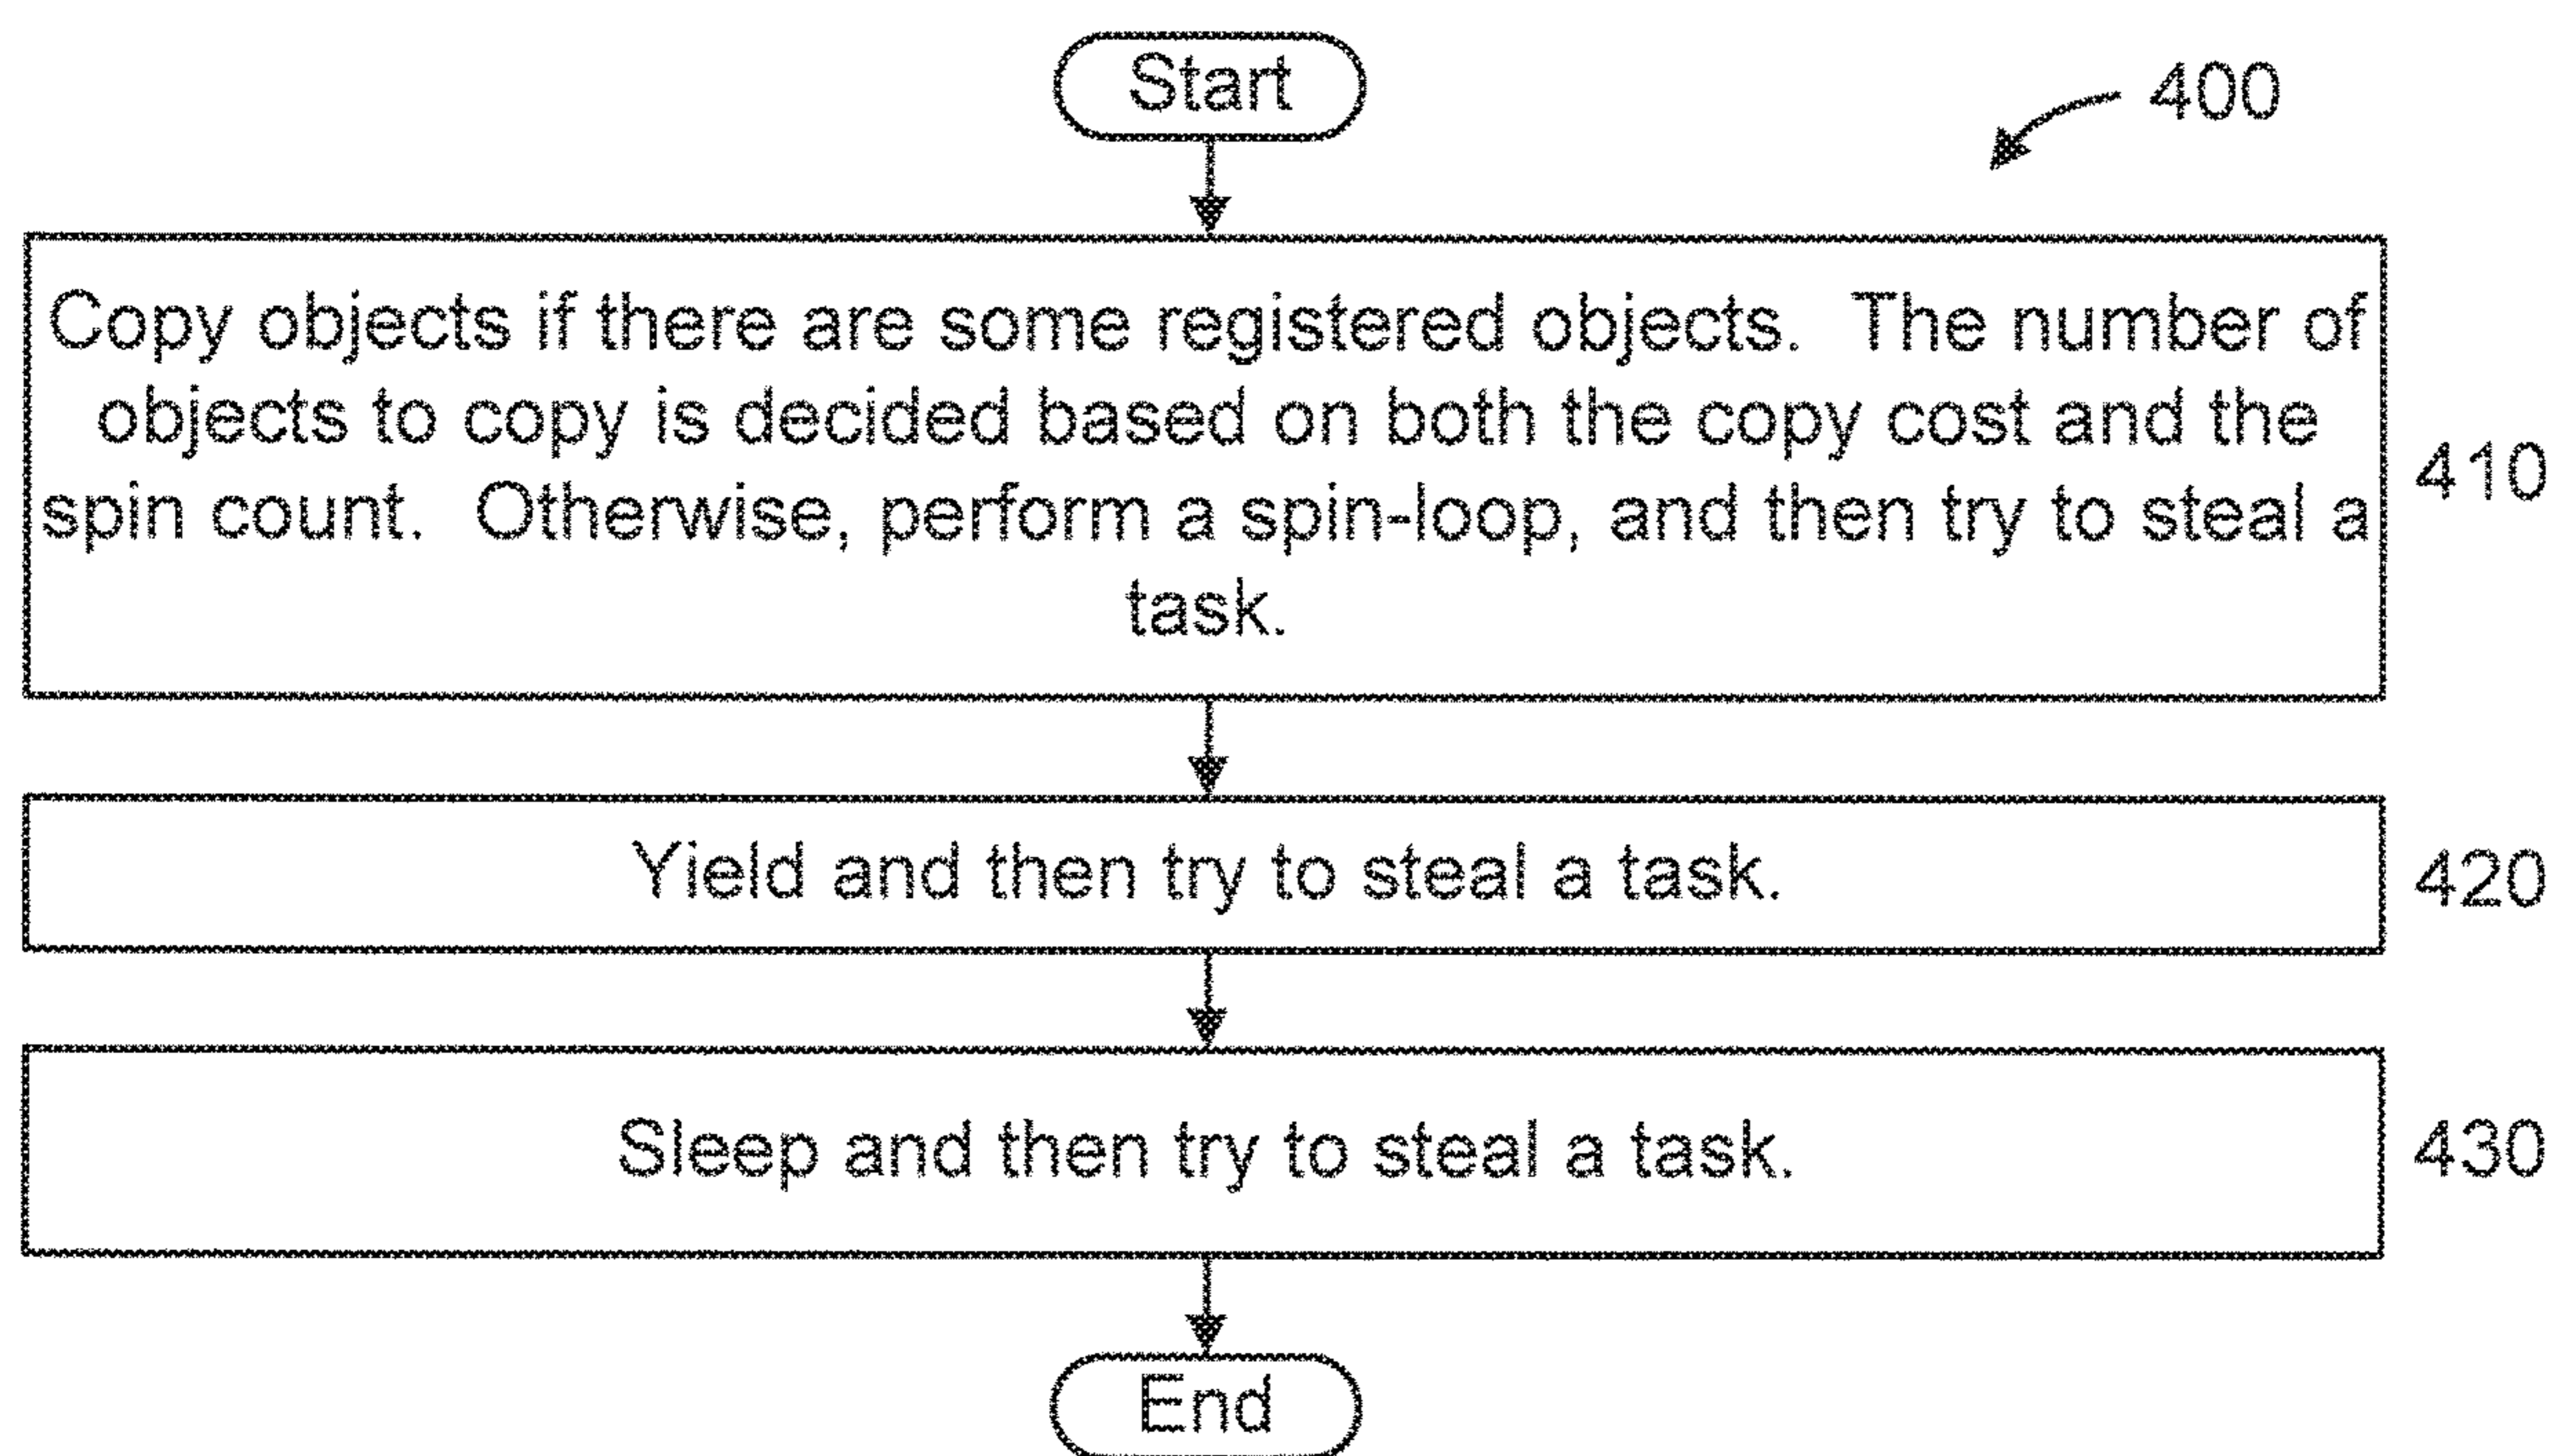 Start
400
Copy objects if there are some registered objects. The number of
objects to copy is decided based on both the copy cost and the
spin count. Otherwise, perform a spin-loop, and then try to steal a
task.
410
Yield and then try to steal a task.
420
Sleep and then try to steal a task.
430
End